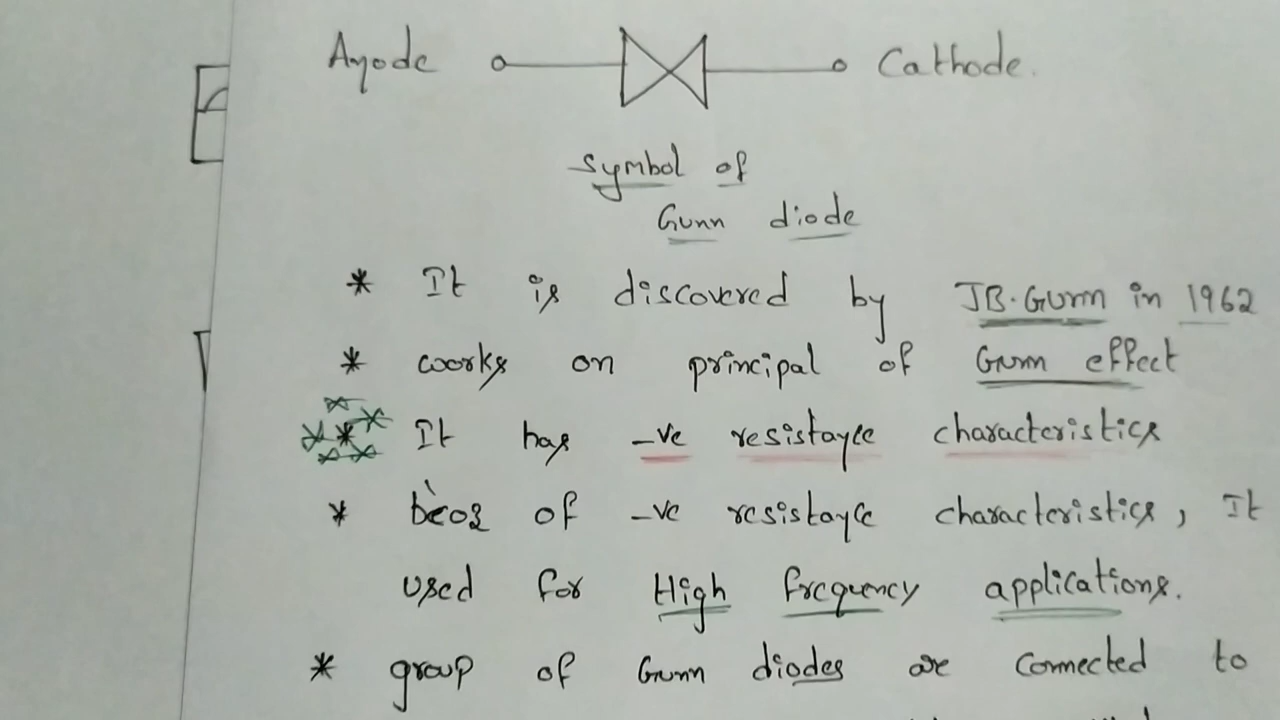 Anode Cathode.
Symbol of
Gunn diode
* It is discovered by JB.Gunn in 1962
* works on principal of Gunn effect
* It has -ve resistance characteristics
* bcoz of -ve resistance characteristics, It
used for High frequency applications.
* group of Gunn diodes are connected to